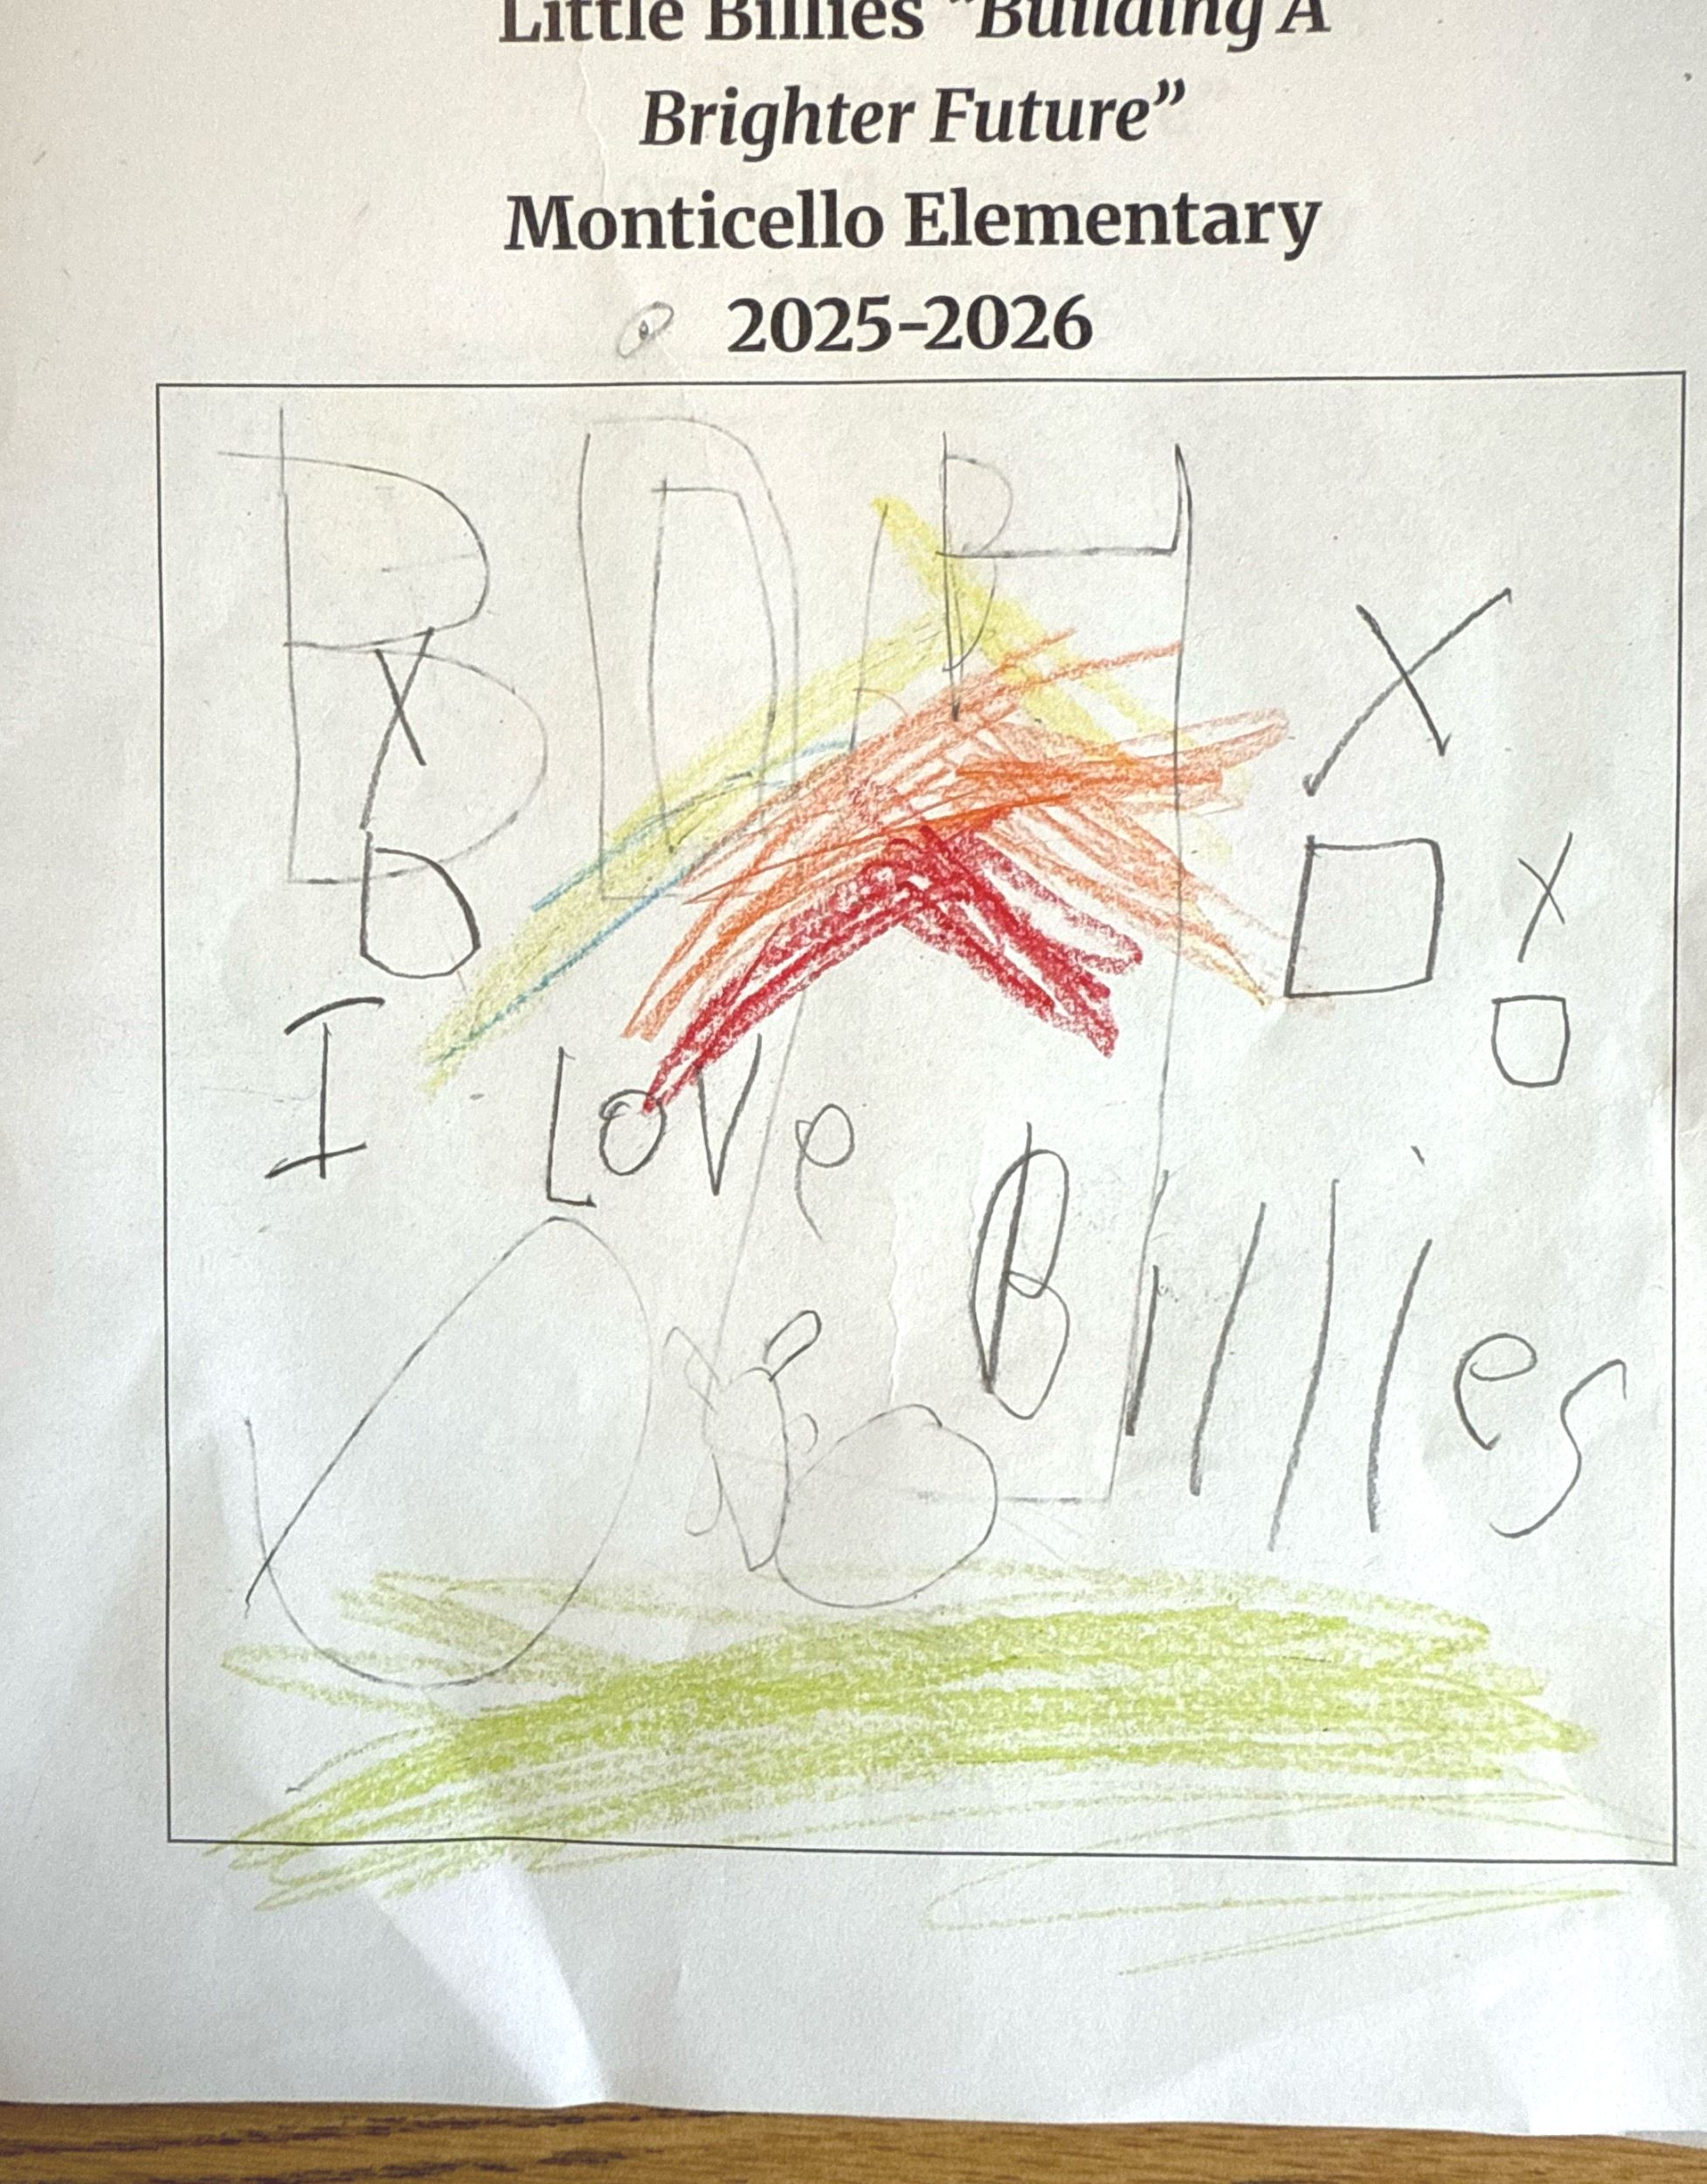 Little Billies "Building A
Brighter Future"
Monticello Elementary
2025-2026
I Love
Billies